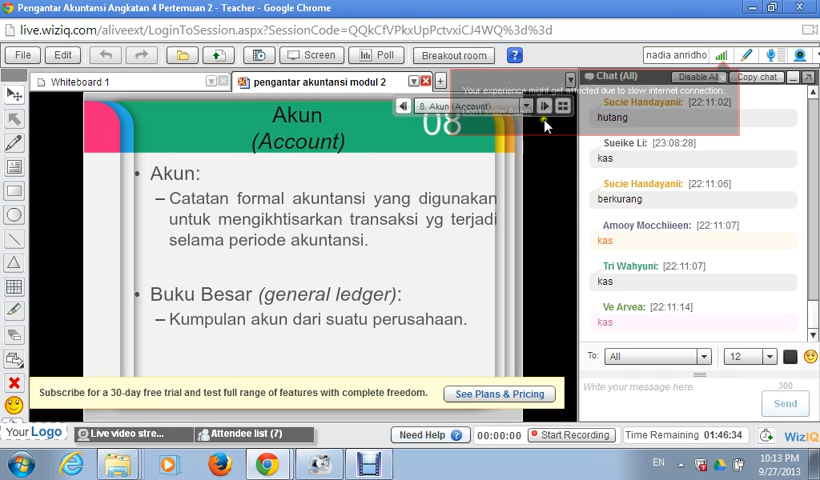 Pengantar Akuntansi Angkatan 4 Pertemuan 2 - Teacher - Google Chrome
live.wiziq.com/aliveext/LoginToSession.aspx?SessionCode=QQkCfVPkxUpPctvxiCJ4WQ%3d%3d
File Edit Screen Poll Breakout room ? nadia anridho
Whiteboard 1 pengantar akuntansi modul 2
Chat (All) Disable All Copy chat
Your experience might get affected due to slow internet connection.
8. Akun (Account)
Akun
(Account)
08
• Akun:
– Catatan formal akuntansi yang digunakan
untuk mengikhtisarkan transaksi yg terjadi
selama periode akuntansi.
• Buku Besar (general ledger):
– Kumpulan akun dari suatu perusahaan.
Sucie Handayanii: [22:11:02]
hutang
Sueike Li: [23:08:28]
kas
Sucie Handayanii: [22:11:06]
berkurang
Amooy Mocchiieen: [22:11:07]
kas
Tri Wahyuni: [22:11:07]
kas
Ve Arvea: [22:11:14]
kas
To: All 12
Write your message here. 300
Send
Subscribe for a 30-day free trial and test full range of features with complete freedom. See Plans & Pricing
Your Logo Live video stre... Attendee list (7) Need Help ? 00:00:00 Start Recording Time Remaining 01:46:34 WizIQ
EN 10:13 PM
9/27/2013